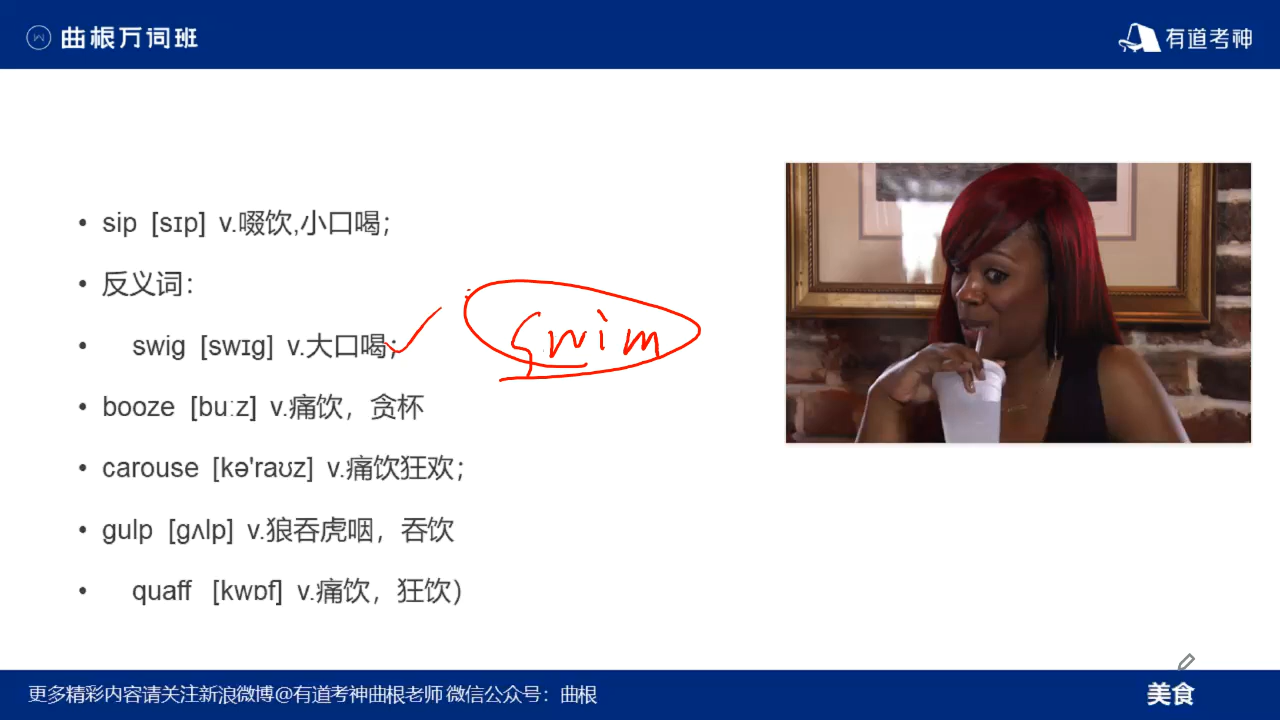 曲根万词班
有道考神
• sip [sɪp] v.啜饮,小口喝；
• 反义词：
• swig [swɪg] v.大口喝；
swim
• booze [buːz] v.痛饮，贪杯
• carouse [kə'raʊz] v.痛饮狂欢；
• gulp [gʌlp] v.狼吞虎咽，吞饮
• quaff [kwɒf] v.痛饮，狂饮）
更多精彩内容请关注新浪微博@有道考神曲根老师 微信公众号：曲根
美食